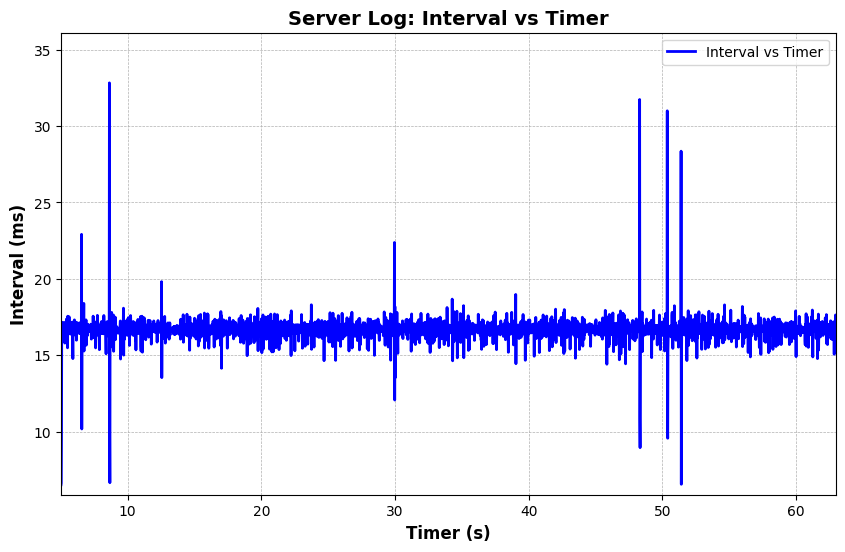 Server Log: Interval vs Timer
Interval vs Timer
35
30
25
20
15
10
Interval (ms)
10 20 30 40 50 60
Timer (s)